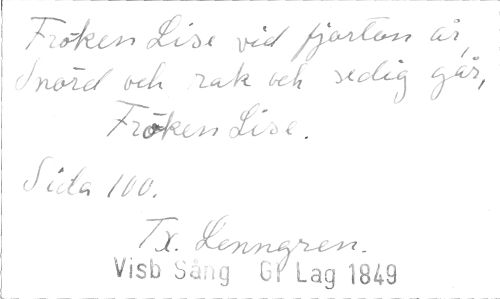 Fröken Lise vid fjorton år,
Snörd och rak och sedig går,
Fröken Lise.
Sida 100.
Tx. Lenngren.
Visb Sång Gl Lag 1849